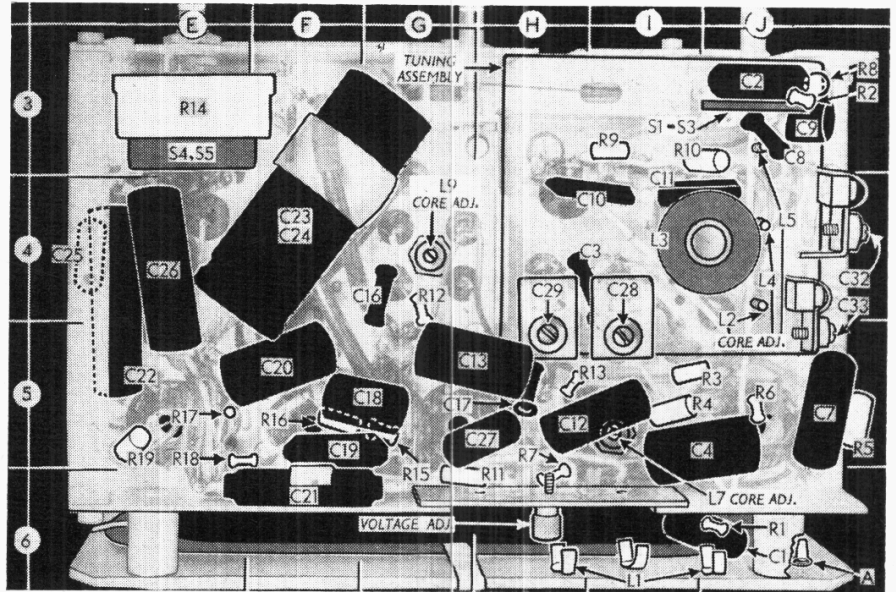 E F G H I J
TUNING
ASSEMBLY
C2
R8
R2
3
R14
S1-S3
C9
S4,S5
R9
R10
C8
L9
CORE ADJ.
C11
C10
L5
C23
C24
4
C25
C26
L3
C3
L4
C32
C16
R12
C29
C28
L2
C33
CORE ADJ.
C20
C13
C22
C18
R13
R3
R17
R16
C17
R4
R6
C7
5
C12
C27
C4
R5
R19
R18
C19
R15
R11
R7
L7 CORE ADJ.
C21
VOLTAGE ADJ.
R1
6
C1
L1
A